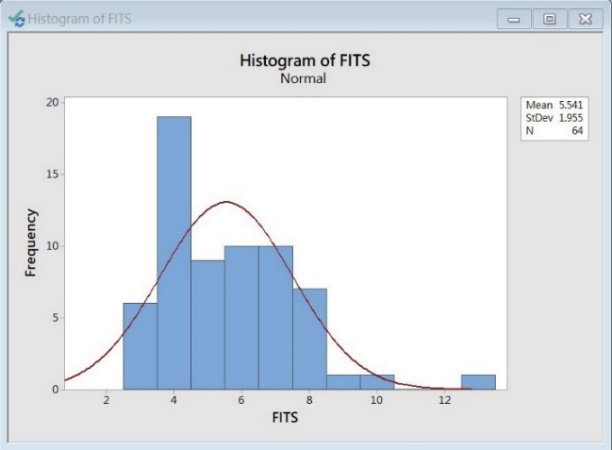 Histogram of FITS
Histogram of FITS
Normal
Mean 5.541
StDev 1.955
N 64
20
15
10
5
0
Frequency
2 4 6 8 10 12
FITS